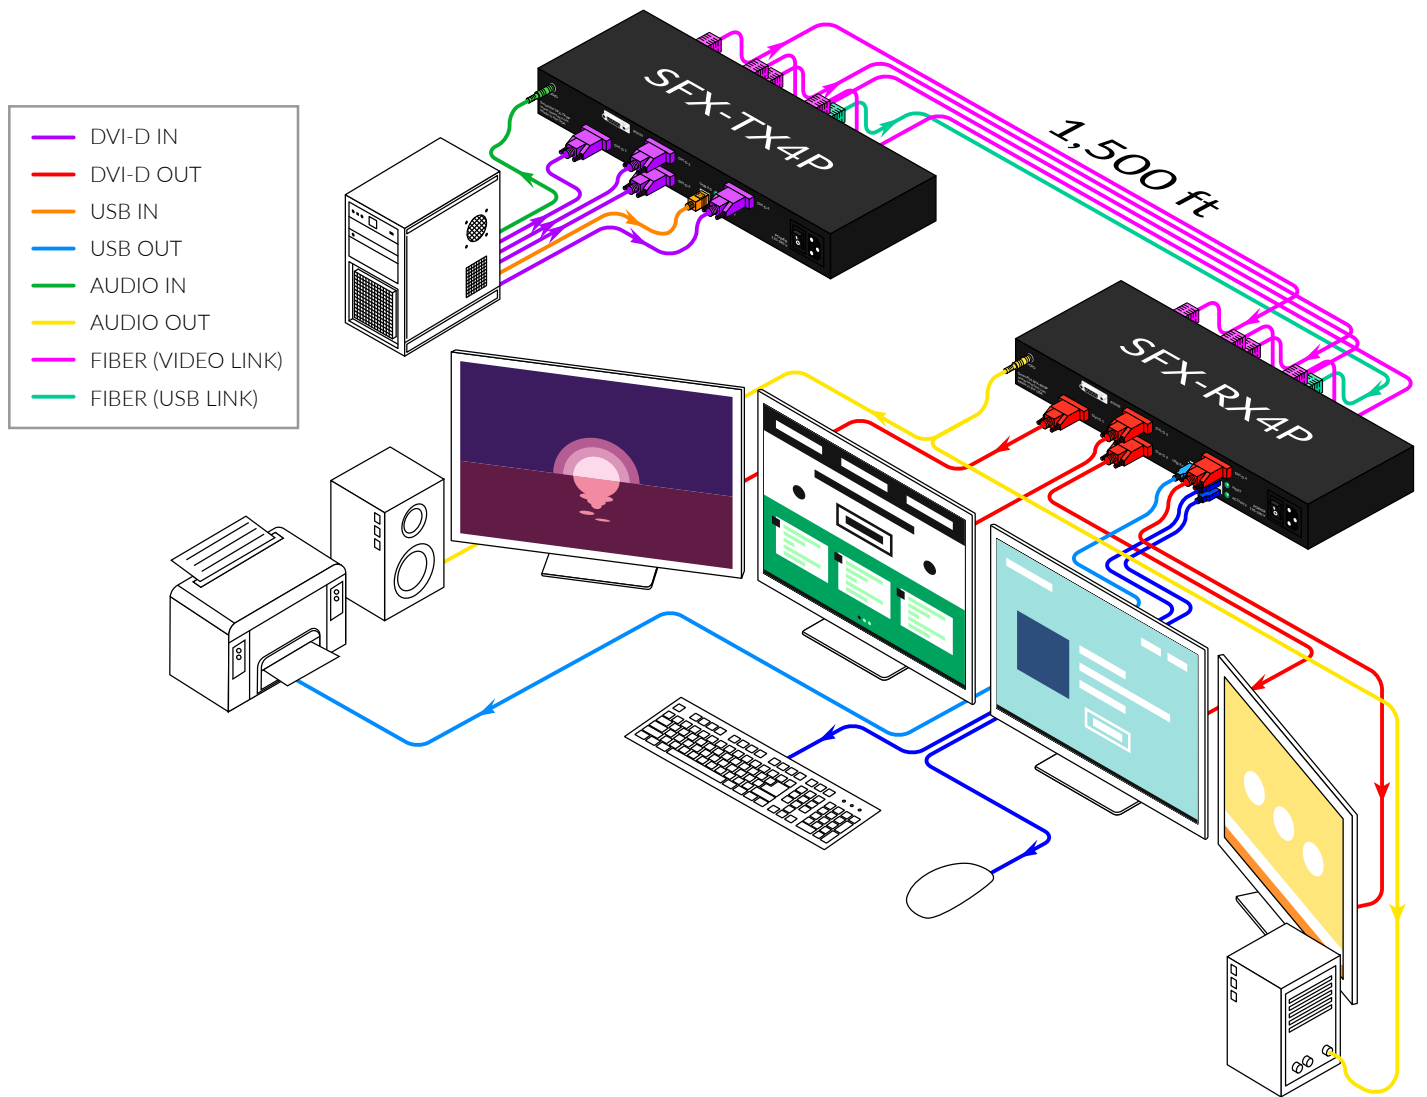 SFX-TX4P
1,500 ft
DVI-D IN
DVI-D OUT
USB IN
USB OUT
AUDIO IN
AUDIO OUT
FIBER (VIDEO LINK)
FIBER (USB LINK)
SFX-RX4P